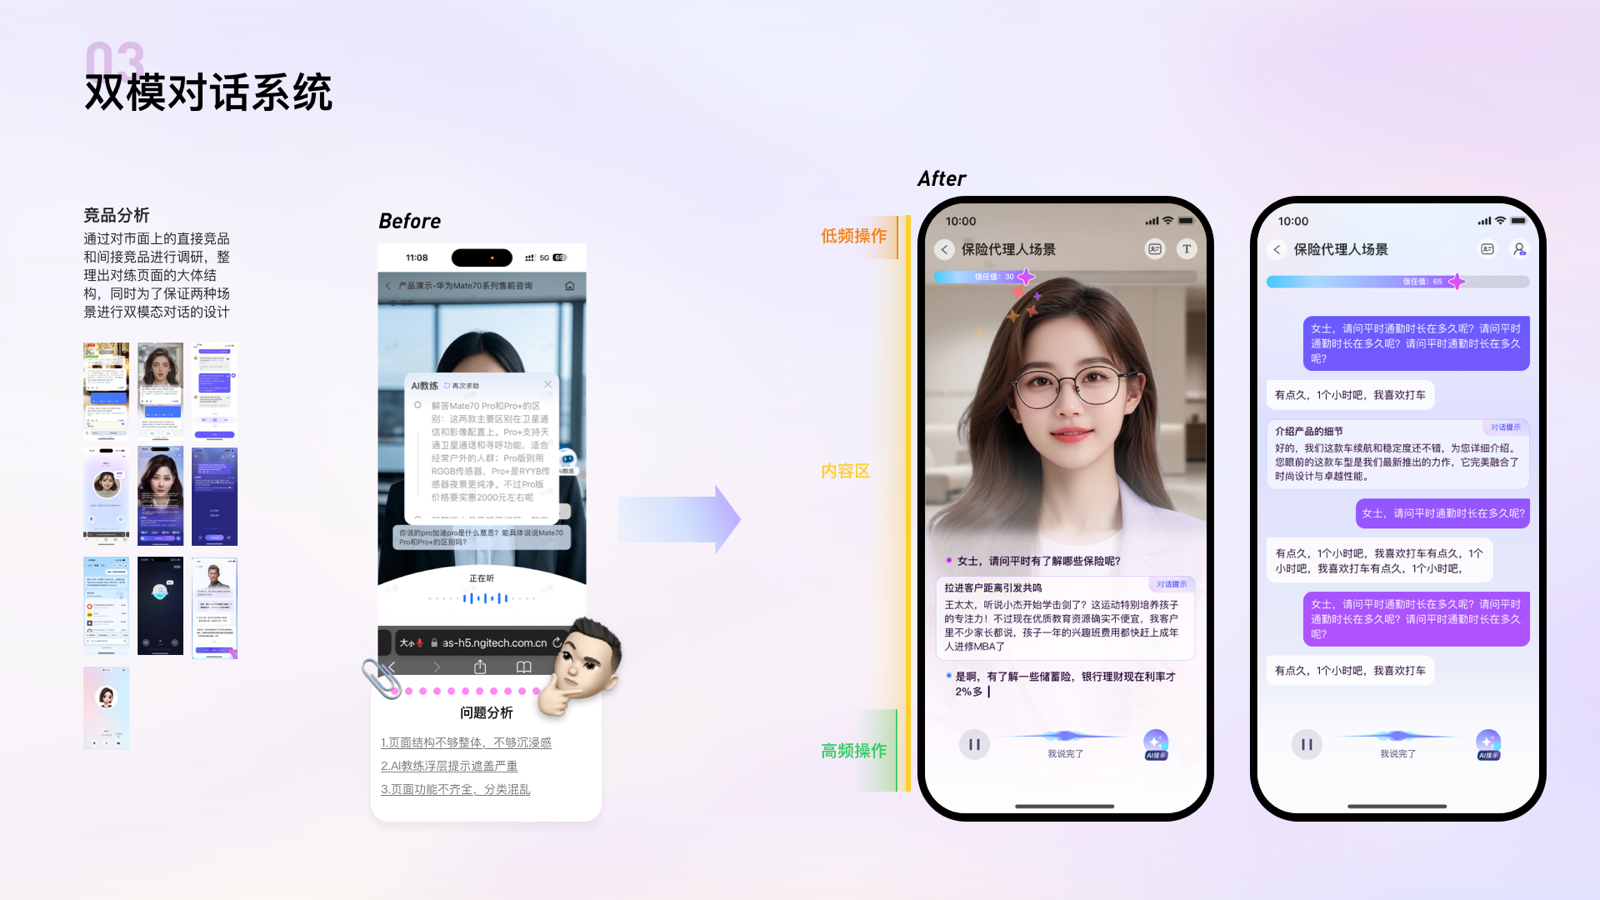 03
双模对话系统
竞品分析
通过对市面上的直接竞品
和间接竞品进行调研，整
理出对练页面的大体结
构，同时为了保证两种场
景进行双模态对话的设计
Before
11:08
5G
产品演示-华为Mate70系列售前咨询
AI教练
再次求助
解答Mate70 Pro和Pro+的区
别：这两款主要区别在卫星通
信和影像配置上。Pro+支持天
通卫星通话和寻呼功能，适合
经常户外的人群；Pro版则用
RGGB传感器，Pro+是RYYB传
感器夜景更纯净。不过Pro版
价格要实惠2000元左右呢
你说的pro加迪pro是什么意思？能具体说说Mate70
Pro和Pro+的区别吗？
正在听
大小
as-h5.ngitech.com.cn
问题分析
1.页面结构不够整体，不够沉浸感
2.AI教练浮层提示遮盖严重
3.页面功能不齐全，分类混乱
After
低频操作
内容区
高频操作
10:00
保险代理人场景
T
信任值：30
女士，请问平时有了解哪些保险呢？
拉进客户距离引发共鸣
对话提示
王太太，听说小杰开始学击剑了？这运动特别培养孩子
的专注力！不过现在优质教育资源确实不便宜，我客户
里不少家长都说，孩子一年的兴趣班费用都快赶上成年
人进修MBA了
是啊，有了解一些储蓄险，银行理财现在利率才
2%多
我说完了
AI提示
10:00
保险代理人场景
信任值：65
女士，请问平时通勤时长在多久呢？请问平时
通勤时长在多久呢？请问平时通勤时长在多久
呢？
有点久，1个小时吧，我喜欢打车
介绍产品的细节
对话提示
好的，我们这款车续航和稳定度还不错，为您详细介绍。
您眼前的这款车型是我们最新推出的力作，它完美融合了
时尚设计与卓越性能。
女士，请问平时通勤时长在多久呢？
有点久，1个小时吧，我喜欢打车有点久，1个
小时吧，我喜欢打车有点久，1个小时吧，
女士，请问平时通勤时长在多久呢？请问平时
通勤时长在多久呢？请问平时通勤时长在多久
呢？
有点久，1个小时吧，我喜欢打车
我说完了
AI提示